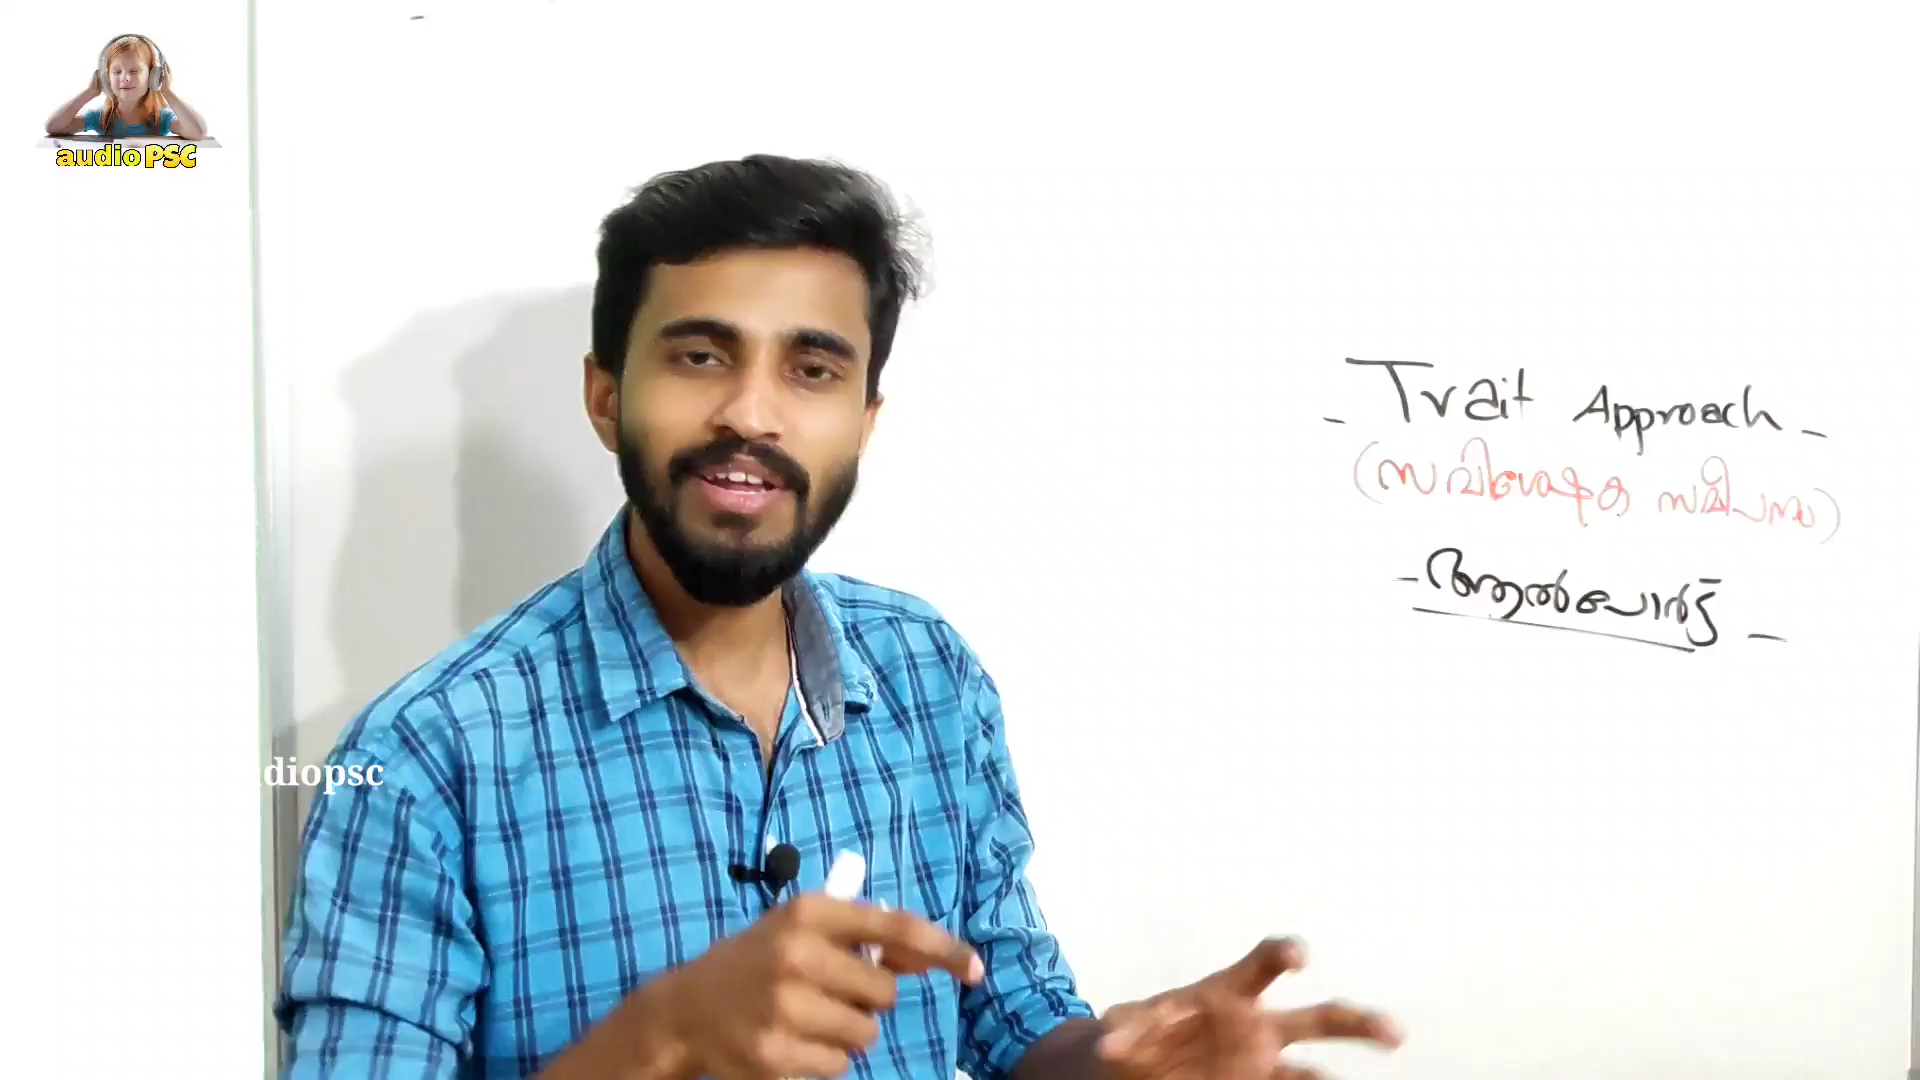 audio PSC
- Trait Approach -
(സവിശേഷക സമീപനം)
- ആൽപോർട്ട് -
diopsc